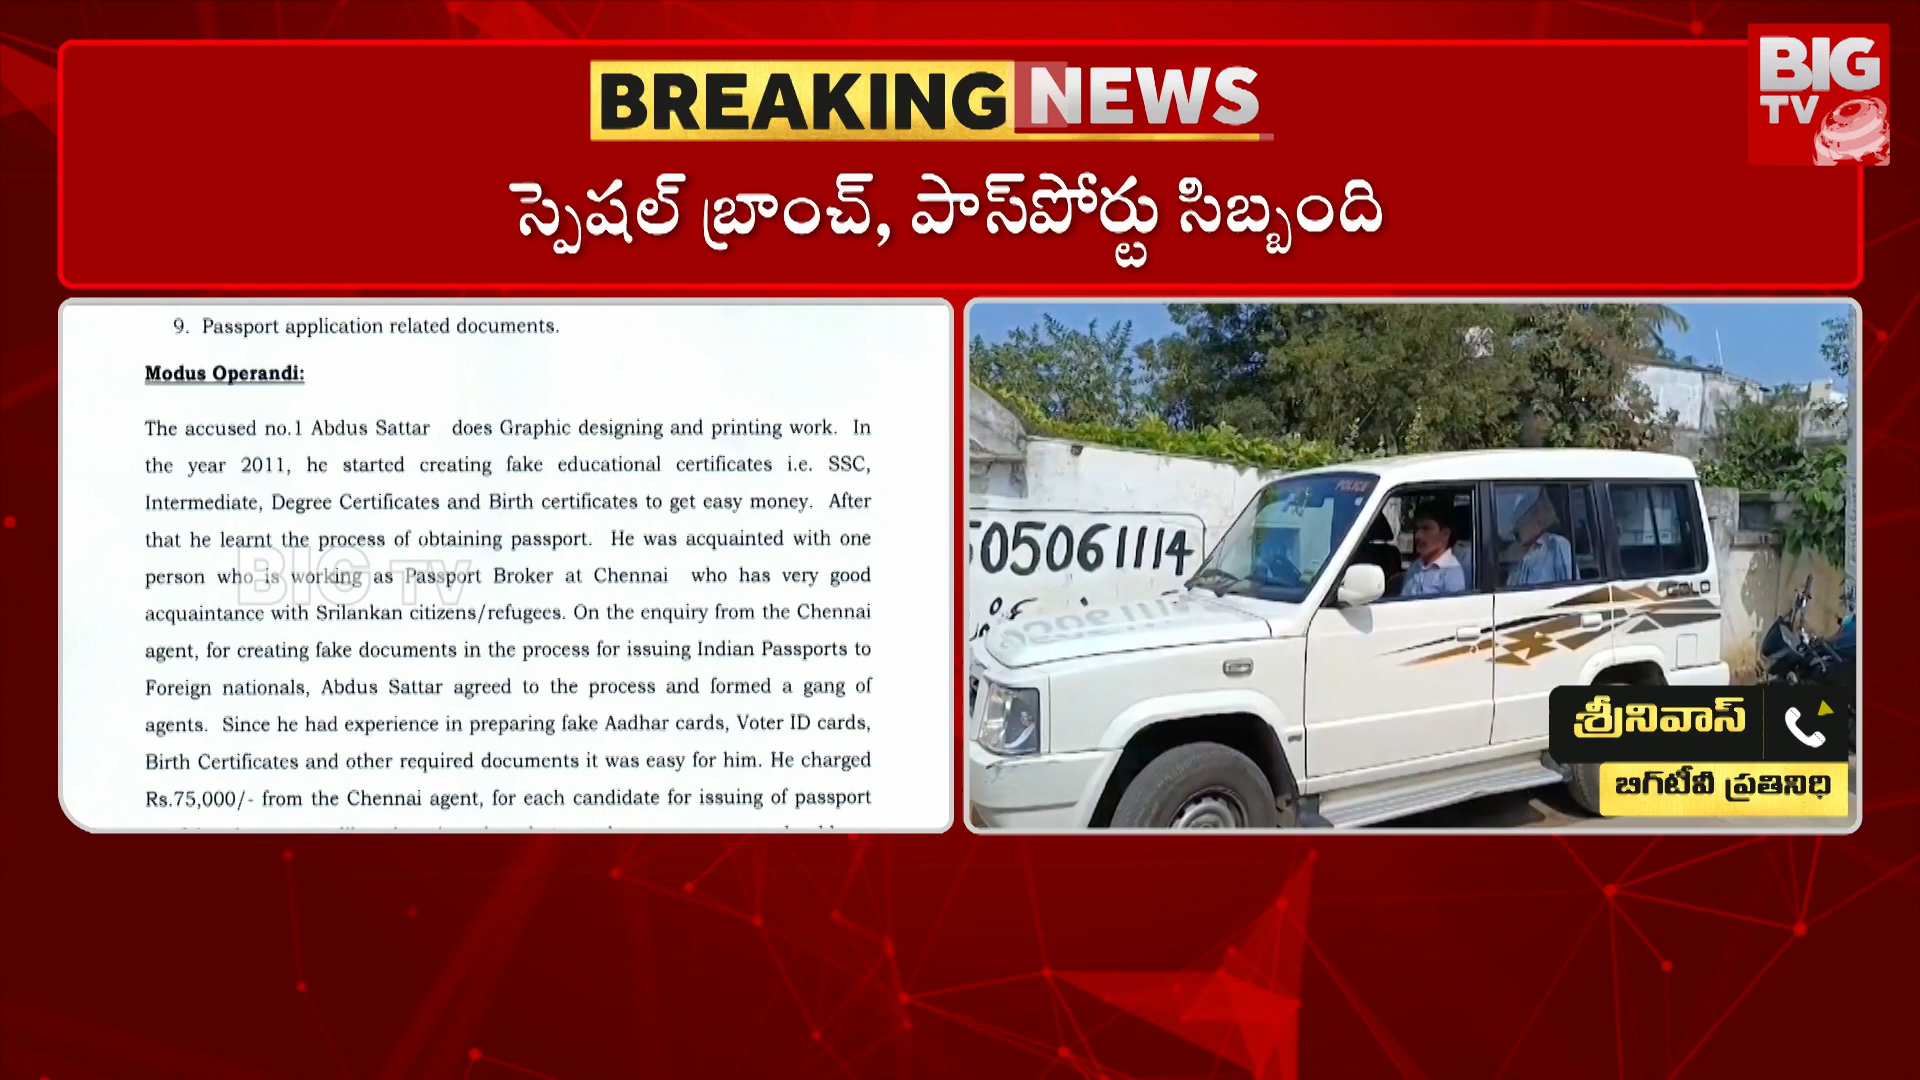 BREAKING NEWS
BIG
TV
స్పెషల్ బ్రాంచ్, పాస్‌పోర్టు సిబ్బంది
9. Passport application related documents.
Modus Operandi:
The accused no.1 Abdus Sattar does Graphic designing and printing work. In
the year 2011, he started creating fake educational certificates i.e. SSC,
Intermediate, Degree Certificates and Birth certificates to get easy money. After
that he learnt the process of obtaining passport. He was acquainted with one
person who is working as Passport Broker at Chennai who has very good
acquaintance with Srilankan citizens/refugees. On the enquiry from the Chennai
agent, for creating fake documents in the process for issuing Indian Passports to
Foreign nationals, Abdus Sattar agreed to the process and formed a gang of
agents. Since he had experience in preparing fake Aadhar cards, Voter ID cards,
Birth Certificates and other required documents it was easy for him. He charged
Rs.75,000/- from the Chennai agent, for each candidate for issuing of passport
BIG TV
POLICE
505061114
GOLD
శ్రీనివాస్
బిగ్‌టీవీ ప్రతినిధి